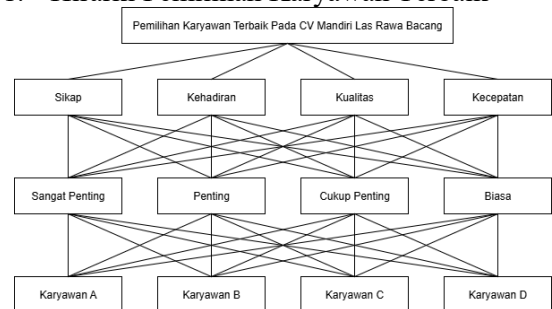 Pemilihan Karyawan Terbaik Pada CV Mandiri Las Rawa Bacang
Sikap Kehadiran Kualitas Kecepatan
Sangat Penting Penting Cukup Penting Biasa
Karyawan A Karyawan B Karyawan C Karyawan D